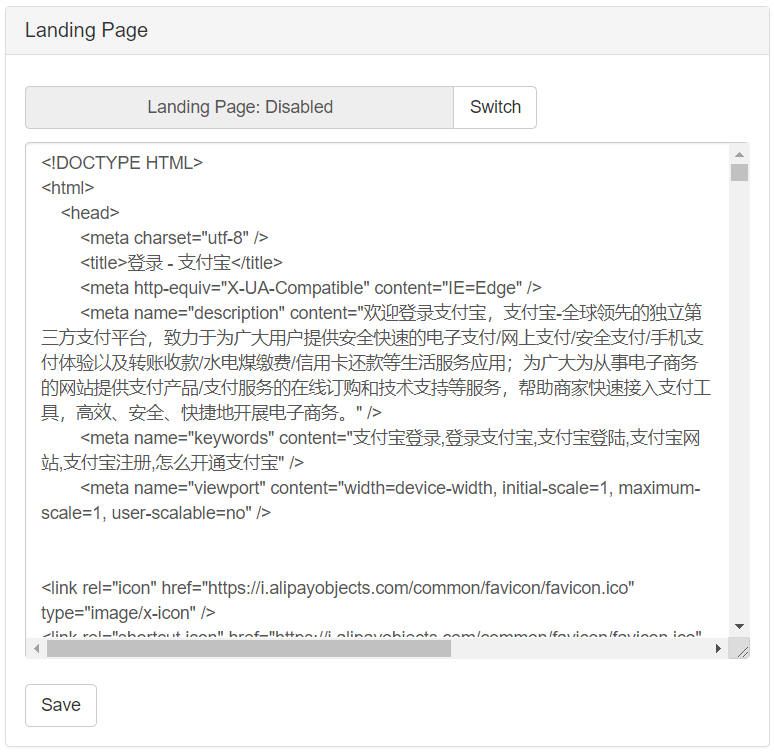 Landing Page
Landing Page: Disabled
Switch
<!DOCTYPE HTML>
<html>
<head>
<meta charset="utf-8" />
<title>登录 - 支付宝</title>
<meta http-equiv="X-UA-Compatible" content="IE=Edge" />
<meta name="description" content="欢迎登录支付宝，支付宝-全球领先的独立第
三方支付平台，致力于为广大用户提供安全快速的电子支付/网上支付/安全支付/手机支
付体验以及转账收款/水电煤缴费/信用卡还款等生活服务应用；为广大为从事电子商务
的网站提供支付产品/支付服务的在线订购和技术支持等服务，帮助商家快速接入支付工
具，高效、安全、快捷地开展电子商务。" />
<meta name="keywords" content="支付宝登录,登录支付宝,支付宝登陆,支付宝网
站,支付宝注册,怎么开通支付宝" />
<meta name="viewport" content="width=device-width, initial-scale=1, maximum-
scale=1, user-scalable=no" />
<link rel="icon" href="https://i.alipayobjects.com/common/favicon/favicon.ico"
type="image/x-icon" />
<link rel="shortcut icon" href="https://i.alipayobjects.com/common/favicon/favicon.ico"
Save